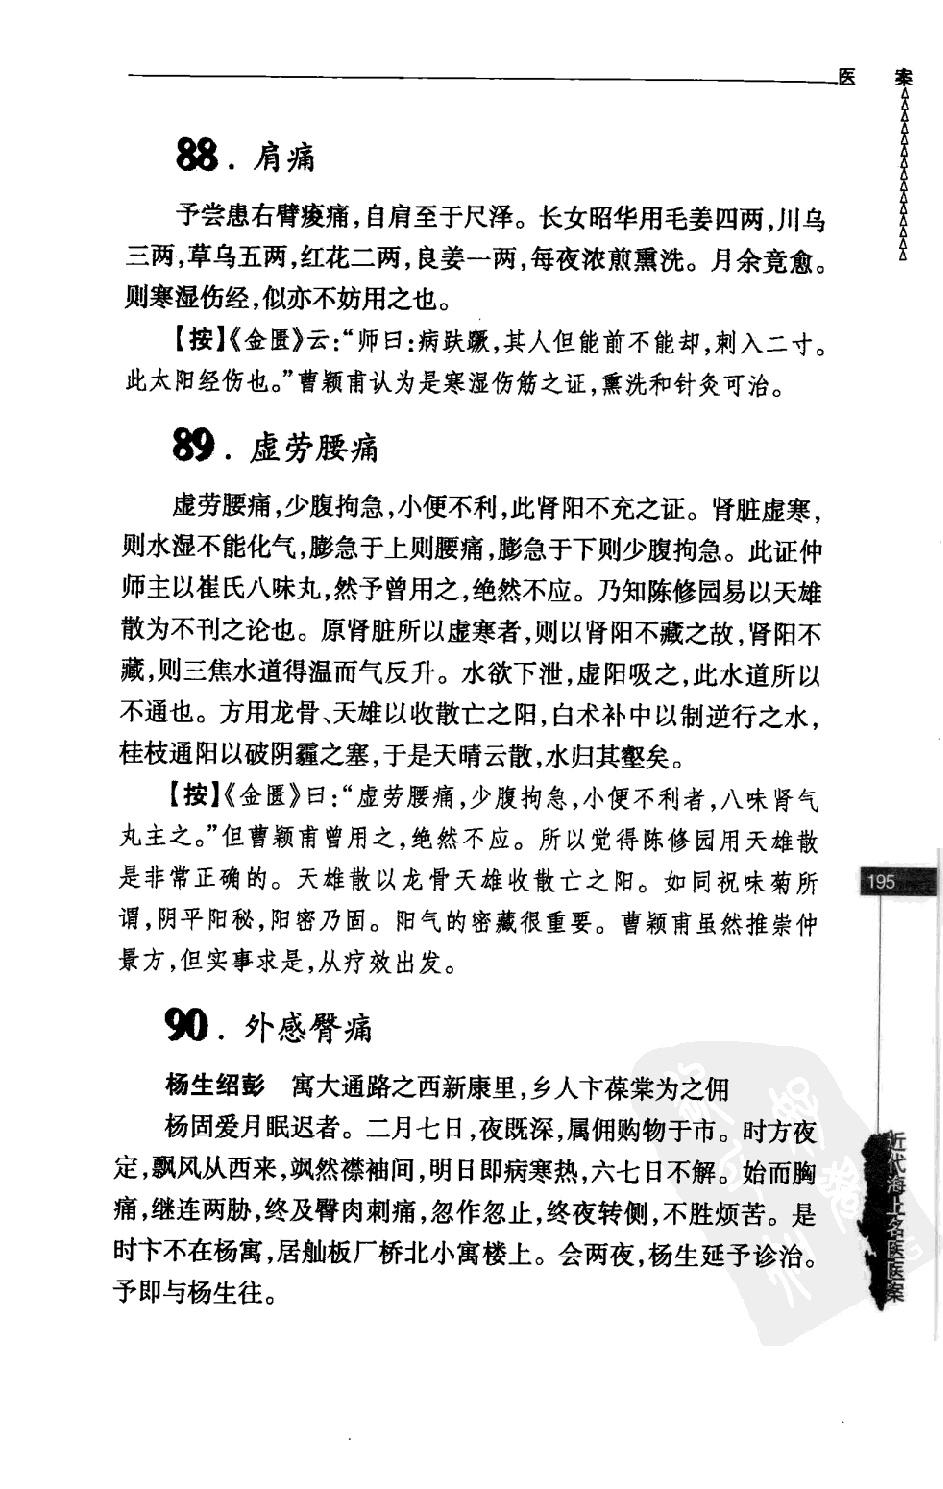 医 案
88. 肩痛
予尝患右臂痠痛,自肩至于尺泽。长女昭华用毛姜四两,川乌
三两,草乌五两,红花二两,良姜一两,每夜浓煎熏洗。月余竟愈。
则寒湿伤经,似亦不妨用之也。
【按】《金匮》云:“师曰:病趺蹶,其人但能前不能却,刺入二寸。
此太阳经伤也。”曹颖甫认为是寒湿伤筋之证,熏洗和针灸可治。
89. 虚劳腰痛
虚劳腰痛,少腹拘急,小便不利,此肾阳不充之证。肾脏虚寒,
则水湿不能化气,膨急于上则腰痛,膨急于下则少腹拘急。此证仲
师主以崔氏八味丸,然予曾用之,绝然不应。乃知陈修园易以天雄
散为不刊之论也。原肾脏所以虚寒者,则以肾阳不藏之故,肾阳不
藏,则三焦水道得温而气反升。水欲下泄,虚阳吸之,此水道所以
不通也。方用龙骨、天雄以收散亡之阳,白术补中以制逆行之水,
桂枝通阳以破阴霾之塞,于是天晴云散,水归其壑矣。
【按】《金匮》曰:“虚劳腰痛,少腹拘急,小便不利者,八味肾气
丸主之。”但曹颖甫曾用之,绝然不应。所以觉得陈修园用天雄散
是非常正确的。天雄散以龙骨天雄收散亡之阳。如同祝味菊所
谓,阴平阳秘,阳密乃固。阳气的密藏很重要。曹颖甫虽然推崇仲
景方,但实事求是,从疗效出发。
195
90. 外感臀痛
杨生绍彭 寓大通路之西新康里,乡人卞葆棠为之佣
杨固爱月眠迟者。二月七日,夜既深,属佣购物于市。时方夜
定,飘风从西来,飒然襟袖间,明日即病寒热,六七日不解。始而胸
痛,继连两胁,终及臀肉刺痛,忽作忽止,终夜转侧,不胜烦苦。是
时卞不在杨寓,居舢板厂桥北小寓楼上。会两夜,杨生延予诊治。
予即与杨生往。
近代海上名医医案